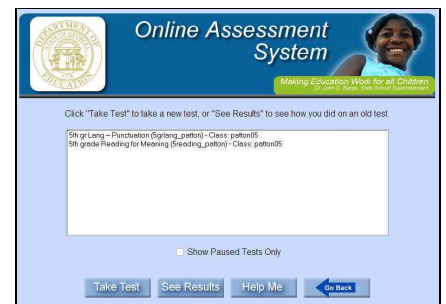 Online Assessment
System
Making Education Work for all Children
Dr. John D. Barge, State School Superintendent
Click "Take Test" to take a new test, or "See Results" to see how you did on an old test.
5th gr Lang – Punctuation (5grlang_patton) - Class: patton05
5th grade Reading for Meaning (5reading_patton) - Class: patton05
Show Paused Tests Only
Take Test
See Results
Help Me
Go Back